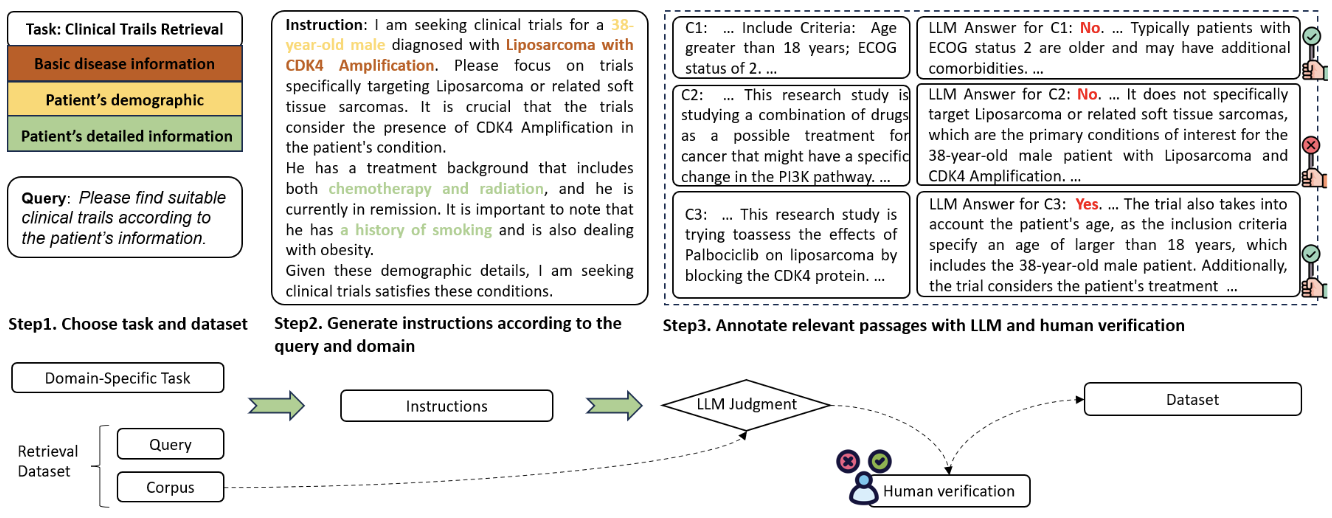 Task: Clinical Trails Retrieval
Basic disease information
Patient's demographic
Patient's detailed information
Query: Please find suitable
clinical trails according to
the patient's information.
Step1. Choose task and dataset
Instruction: I am seeking clinical trials for a 38-
year-old male diagnosed with Liposarcoma with
CDK4 Amplification. Please focus on trials
specifically targeting Liposarcoma or related soft
tissue sarcomas. It is crucial that the trials
consider the presence of CDK4 Amplification in
the patient's condition.
He has a treatment background that includes
both chemotherapy and radiation, and he is
currently in remission. It is important to note that
he has a history of smoking and is also dealing
with obesity.
Given these demographic details, I am seeking
clinical trials satisfies these conditions.
Step2. Generate instructions according to the
query and domain
C1: ... Include Criteria: Age
greater than 18 years; ECOG
status of 2. ...
LLM Answer for C1: No. ... Typically patients with
ECOG status 2 are older and may have additional
comorbidities. ...
C2: ... This research study is
studying a combination of drugs
as a possible treatment for
cancer that might have a specific
change in the PI3K pathway. ...
LLM Answer for C2: No. ... It does not specifically
target Liposarcoma or related soft tissue sarcomas,
which are the primary conditions of interest for the
38-year-old male patient with Liposarcoma and
CDK4 Amplification. ...
C3: ... This research study is
trying toassess the effects of
Palbociclib on liposarcoma by
blocking the CDK4 protein. ...
LLM Answer for C3: Yes. ... The trial also takes into
account the patient's age, as the inclusion criteria
specify an age of larger than 18 years, which
includes the 38-year-old male patient. Additionally,
the trial considers the patient's treatment ...
Step3. Annotate relevant passages with LLM and human verification
Domain-Specific Task
Retrieval
Dataset
Query
Corpus
Instructions
LLM Judgment
Human verification
Dataset